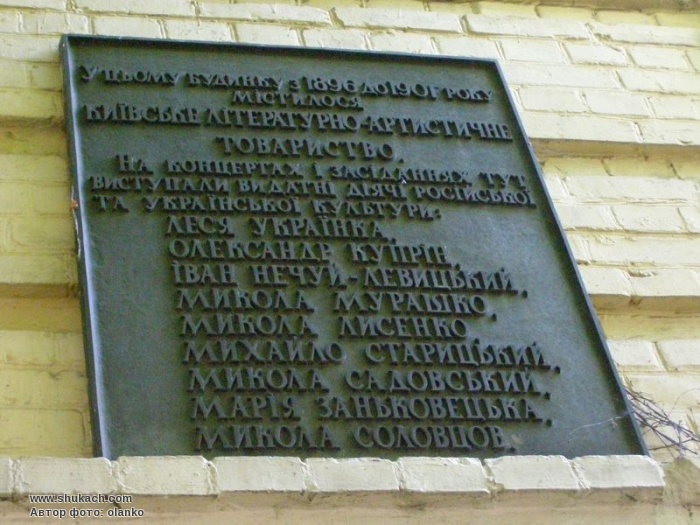 У ЦЬОМУ БУДИНКУ З 1896 ДО 1901 РОКУ
МІСТИЛОСЯ
КИЇВСЬКЕ ЛІТЕРАТУРНО-АРТИСТИЧНЕ
ТОВАРИСТВО.
НА КОНЦЕРТАХ І ЗАСІДАННЯХ ТУТ
ВИСТУПАЛИ ВИДАТНІ ДІЯЧІ РОСІЙСЬКОЇ
ТА УКРАЇНСЬКОЇ КУЛЬТУРИ:
ЛЕСЯ УКРАЇНКА,
ОЛЕКСАНДР КУПРІН,
ІВАН НЕЧУЙ-ЛЕВИЦЬКИЙ,
МИКОЛА МУРАШКО,
МИКОЛА ЛИСЕНКО
МИХАЙЛО СТАРИЦЬКИЙ,
МИКОЛА САДОВСЬКИЙ,
МАРІЯ ЗАНЬКОВЕЦЬКА,
МИКОЛА СОЛОВЦОВ.
www.shukach.com
Автор фото: olanko